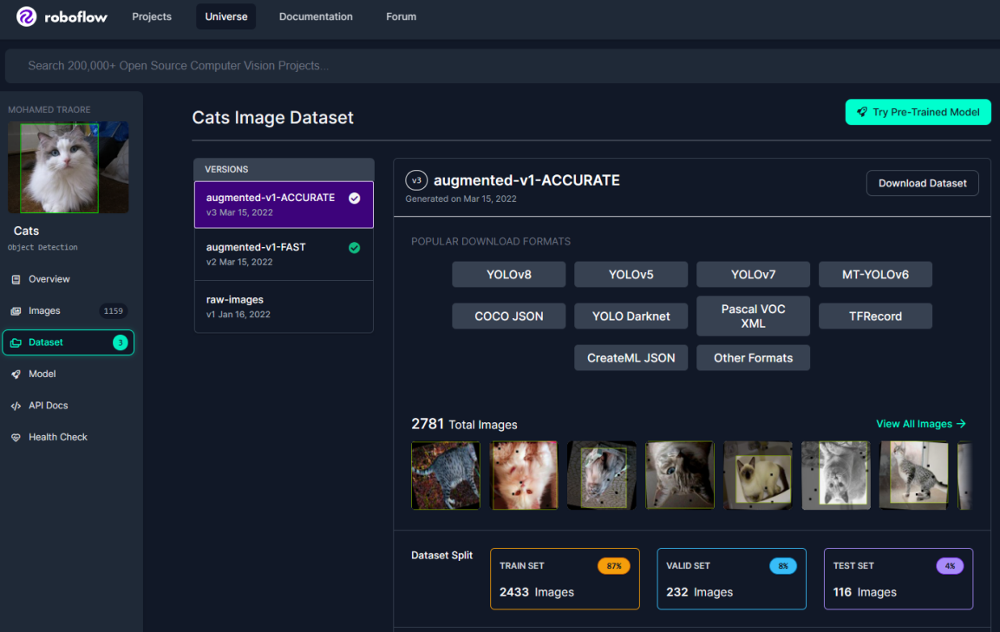 roboflow
Projects
Universe
Documentation
Forum
Search 200,000+ Open Source Computer Vision Projects...
MOHAMED TRAORE
Cats
Object Detection
Overview
Images 1159
Dataset 3
Model
API Docs
Health Check
Cats Image Dataset
Try Pre-Trained Model
VERSIONS
augmented-v1-ACCURATE
v3 Mar 15, 2022
augmented-v1-FAST
v2 Mar 15, 2022
raw-images
v1 Jan 16, 2022
v3 augmented-v1-ACCURATE
Generated on Mar 15, 2022
Download Dataset
POPULAR DOWNLOAD FORMATS
YOLOv8
YOLOv5
YOLOv7
MT-YOLOv6
COCO JSON
YOLO Darknet
Pascal VOC
XML
TFRecord
CreateML JSON
Other Formats
2781 Total Images
View All Images →
Dataset Split
TRAIN SET 87%
2433 Images
VALID SET 8%
232 Images
TEST SET 4%
116 Images